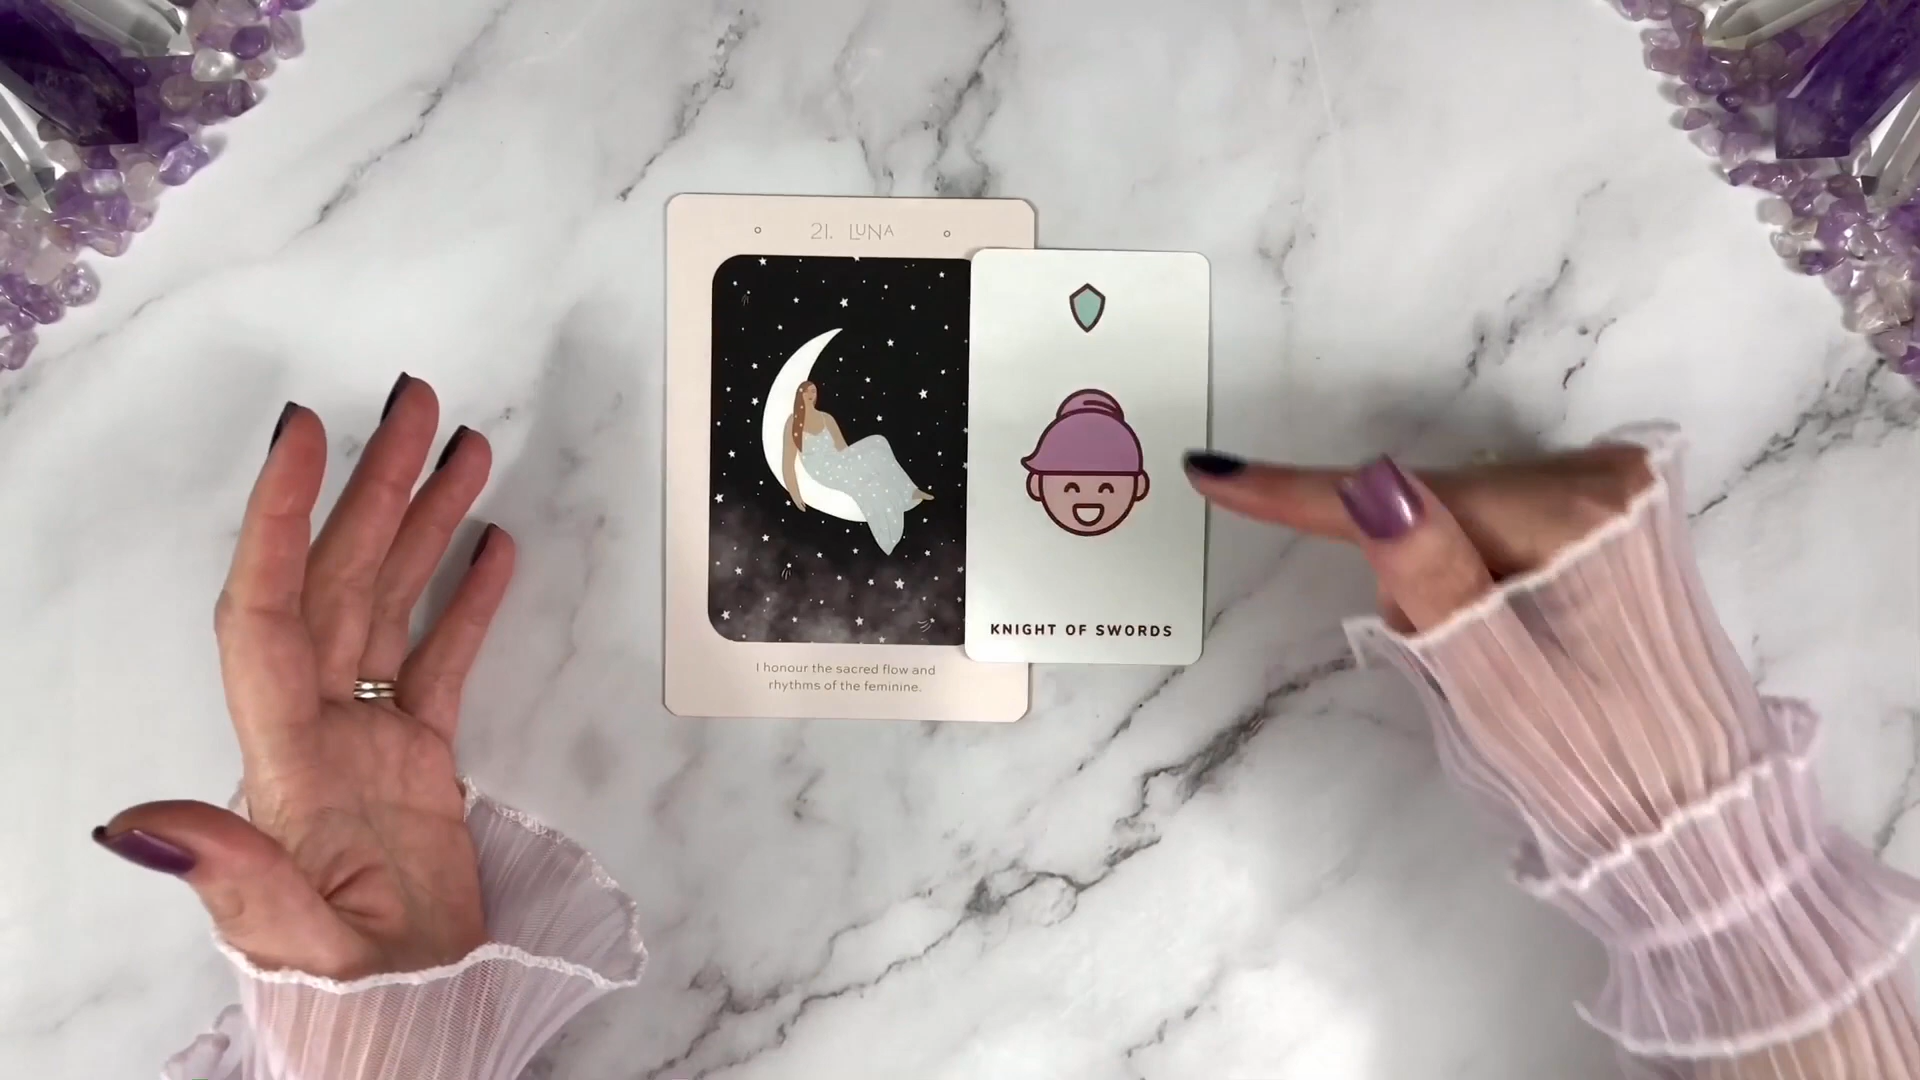 21. LUNA
I honour the sacred flow and
rhythms of the feminine.
KNIGHT OF SWORDS